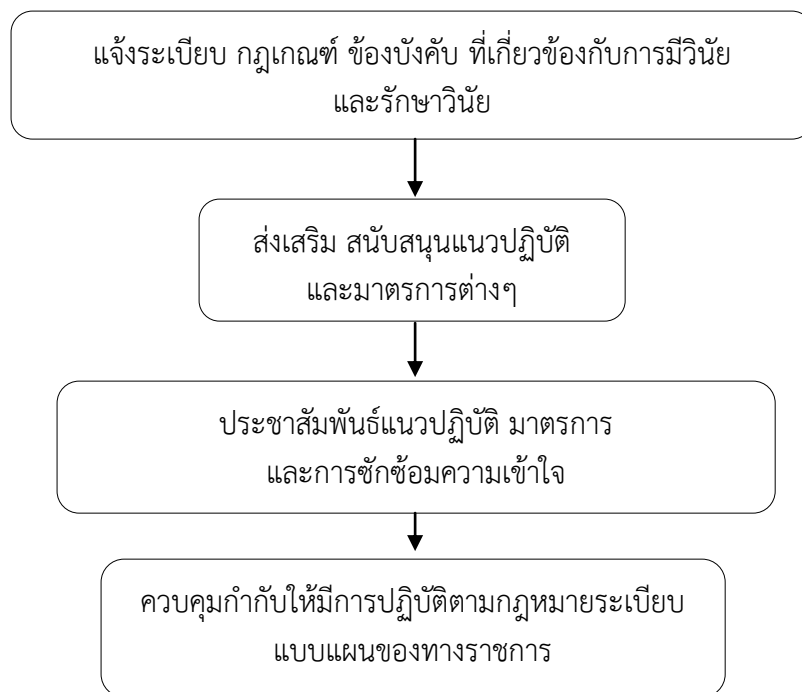 แจ้งระเบียบ กฎเกณฑ์ ข้องบังคับ ที่เกี่ยวข้องกับการมีวินัย
และรักษาวินัย
ส่งเสริม สนับสนุนแนวปฏิบัติ
และมาตรการต่างๆ
ประชาสัมพันธ์แนวปฏิบัติ มาตรการ
และการซักซ้อมความเข้าใจ
ควบคุมกำกับให้มีการปฏิบัติตามกฎหมายระเบียบ
แบบแผนของทางราชการ